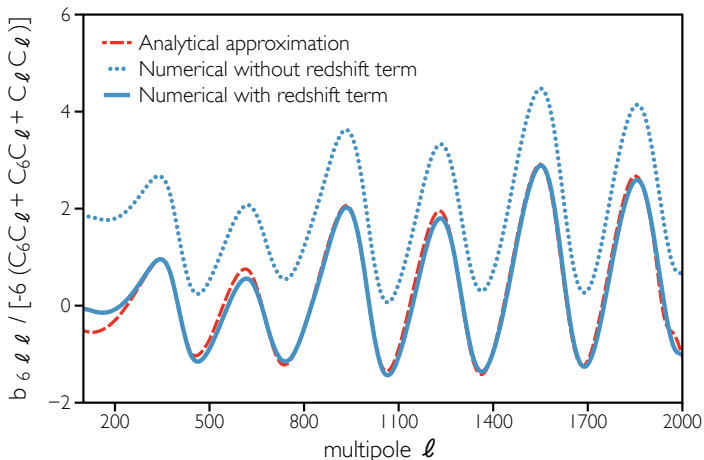 6
4
2
0
−2
b 6 ℓ ℓ / [-6 (C6Cℓ + C6Cℓ + CℓCℓ)]
Analytical approximation
Numerical without redshift term
Numerical with redshift term
200 500 800 1100 1400 1700 2000
multipole ℓ